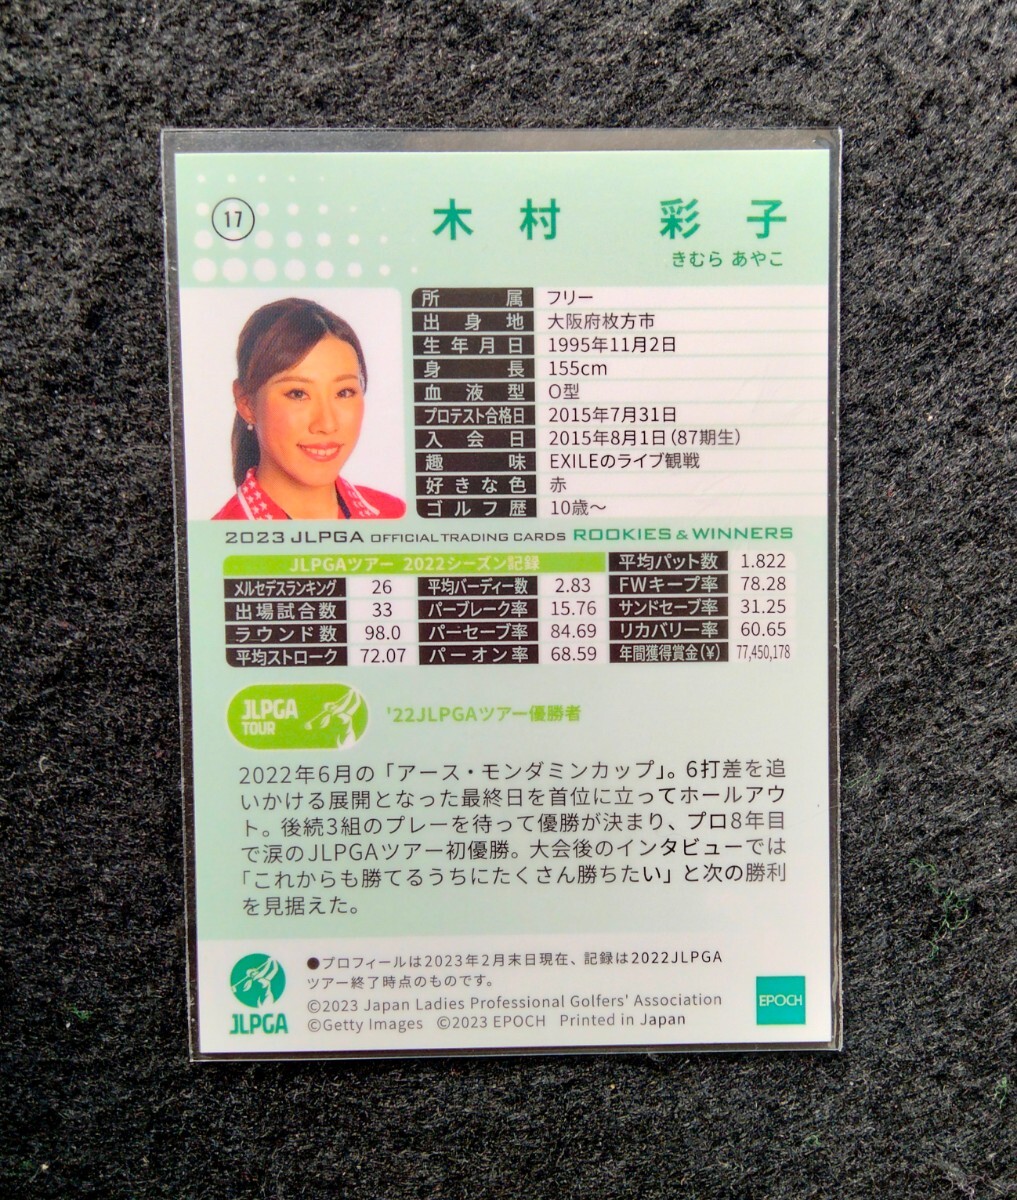 17
木村 彩子
きむら あやこ
所属 フリー
出身地 大阪府枚方市
生年月日 1995年11月2日
身長 155cm
血液型 O型
プロテスト合格日 2015年7月31日
入会日 2015年8月1日(87期生)
趣味 EXILEのライブ観戦
好きな色 赤
ゴルフ歴 10歳～
2023 JLPGA OFFICIAL TRADING CARDS ROOKIES & WINNERS
JLPGAツアー 2022シーズン記録 平均パット数 1.822
メルセデスランキング 26 平均バーディー数 2.83 FWキープ率 78.28
出場試合数 33 パーブレーク率 15.76 サンドセーブ率 31.25
ラウンド数 98.0 パーセーブ率 84.69 リカバリー率 60.65
平均ストローク 72.07 パーオン率 68.59 年間獲得賞金(¥) 77,450,178
JLPGA
TOUR
'22JLPGAツアー優勝者
2022年6月の「アース・モンダミンカップ」。6打差を追
いかける展開となった最終日を首位に立ってホールアウ
ト。後続3組のプレーを待って優勝が決まり、プロ8年目
で涙のJLPGAツアー初優勝。大会後のインタビューでは
「これからも勝てるうちにたくさん勝ちたい」と次の勝利
を見据えた。
●プロフィールは2023年2月末日現在、記録は2022JLPGA
ツアー終了時点のものです。
©2023 Japan Ladies Professional Golfers' Association
©Getty Images ©2023 EPOCH Printed in Japan
JLPGA
EPOCH